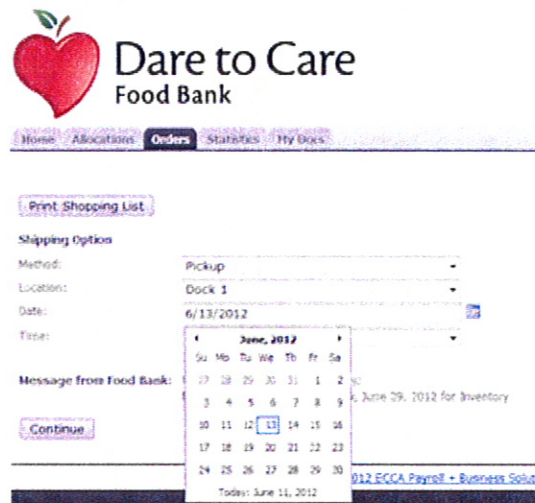 Dare to Care
Food Bank
Home Allocations Orders Statistics My Docs
Print Shopping List
Shipping Option
Method: Pickup
Location: Dock 1
Date: 6/13/2012
Time:
June, 2012
Su Mo Tu We Th Fr Sa
27 28 29 30 31 1 2
3 4 5 6 7 8 9
10 11 12 13 14 15 16
17 18 19 20 21 22 23
24 25 26 27 28 29 30
Today: June 11, 2012
Message from Food Bank:
June 29, 2012 for Inventory
Continue
012 ECCA Payroll + Business Solut